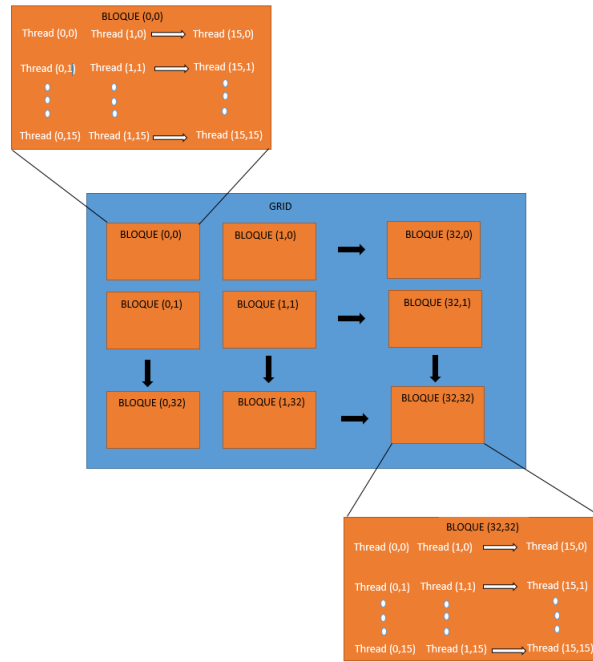 BLOQUE (0,0)
Thread (0,0) Thread (1,0) Thread (15,0)
Thread (0,1) Thread (1,1) Thread (15,1)
Thread (0,15) Thread (1,15) Thread (15,15)
GRID
BLOQUE (0,0) BLOQUE (1,0) BLOQUE (32,0)
BLOQUE (0,1) BLOQUE (1,1) BLOQUE (32,1)
BLOQUE (0,32) BLOQUE (1,32) BLOQUE (32,32)
BLOQUE (32,32)
Thread (0,0) Thread (1,0) Thread (15,0)
Thread (0,1) Thread (1,1) Thread (15,1)
Thread (0,15) Thread (1,15) Thread (15,15)